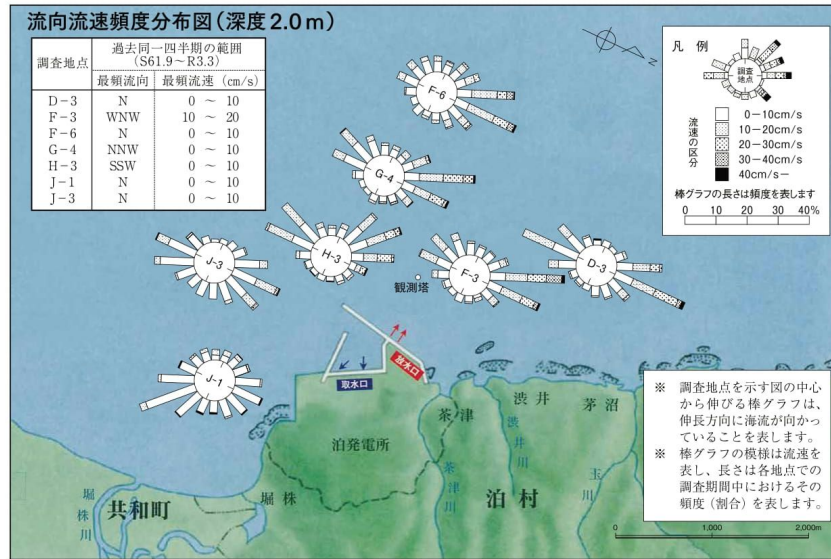 流向流速頻度分布図(深度2.0m)
調査地点 過去同一四半期の範囲
(S61.9~R3.3)
最頻流向 最頻流速(cm/s)
D-3 N 0 ~ 10
F-3 WNW 10 ~ 20
F-6 N 0 ~ 10
G-4 NNW 0 ~ 10
H-3 SSW 0 ~ 10
J-1 N 0 ~ 10
J-3 N 0 ~ 10
N
凡例
調査
地点
流速の区分
0-10cm/s
10-20cm/s
20-30cm/s
30-40cm/s
40cm/s-
棒グラフの長さは頻度を表します
0 10 20 30 40%
F-6
G-4
J-3
H-3
F-3
D-3
観測塔
J-1
取水口
放水口
泊発電所
茶津
渋井
茅沼
渋井川
茶津川
玉川
泊村
堀株
共和町
堀株川
※ 調査地点を示す図の中心
から伸びる棒グラフは、
伸長方向に海流が向かっ
ていることを表します。
※ 棒グラフの模様は流速を
表し、長さは各地点での
調査期間中におけるその
頻度(割合)を表します。
0 1,000 2,000m